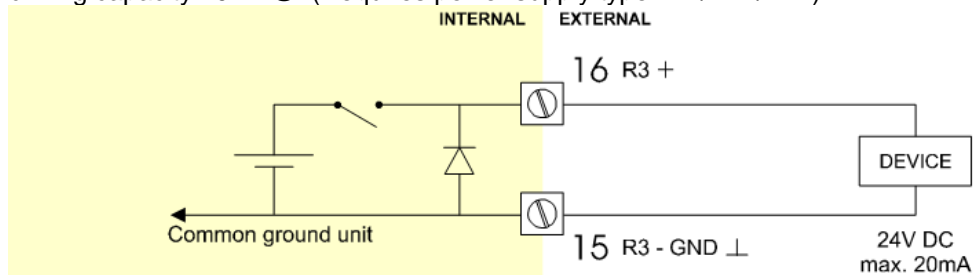 INTERNAL EXTERNAL
16 R3 +
DEVICE
Common ground unit
15 R3 - GND ⊥
24V DC
max. 20mA